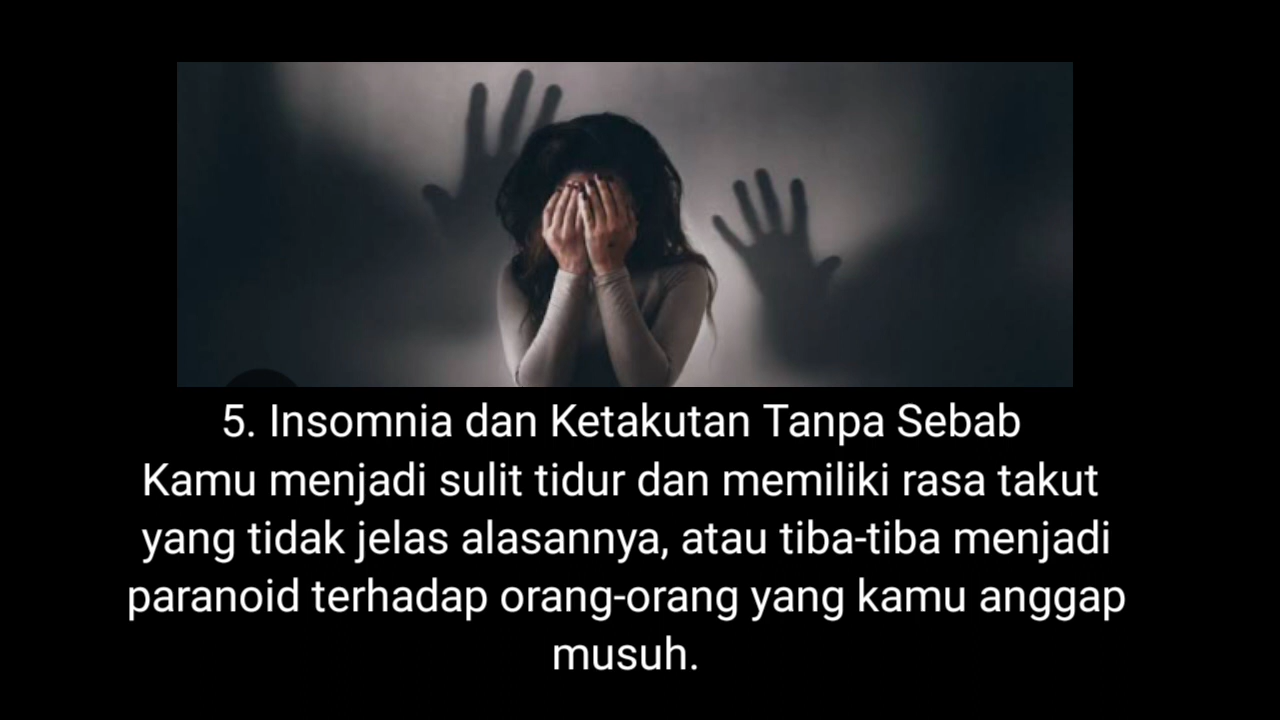 5. Insomnia dan Ketakutan Tanpa Sebab
Kamu menjadi sulit tidur dan memiliki rasa takut
yang tidak jelas alasannya, atau tiba-tiba menjadi
paranoid terhadap orang-orang yang kamu anggap
musuh.